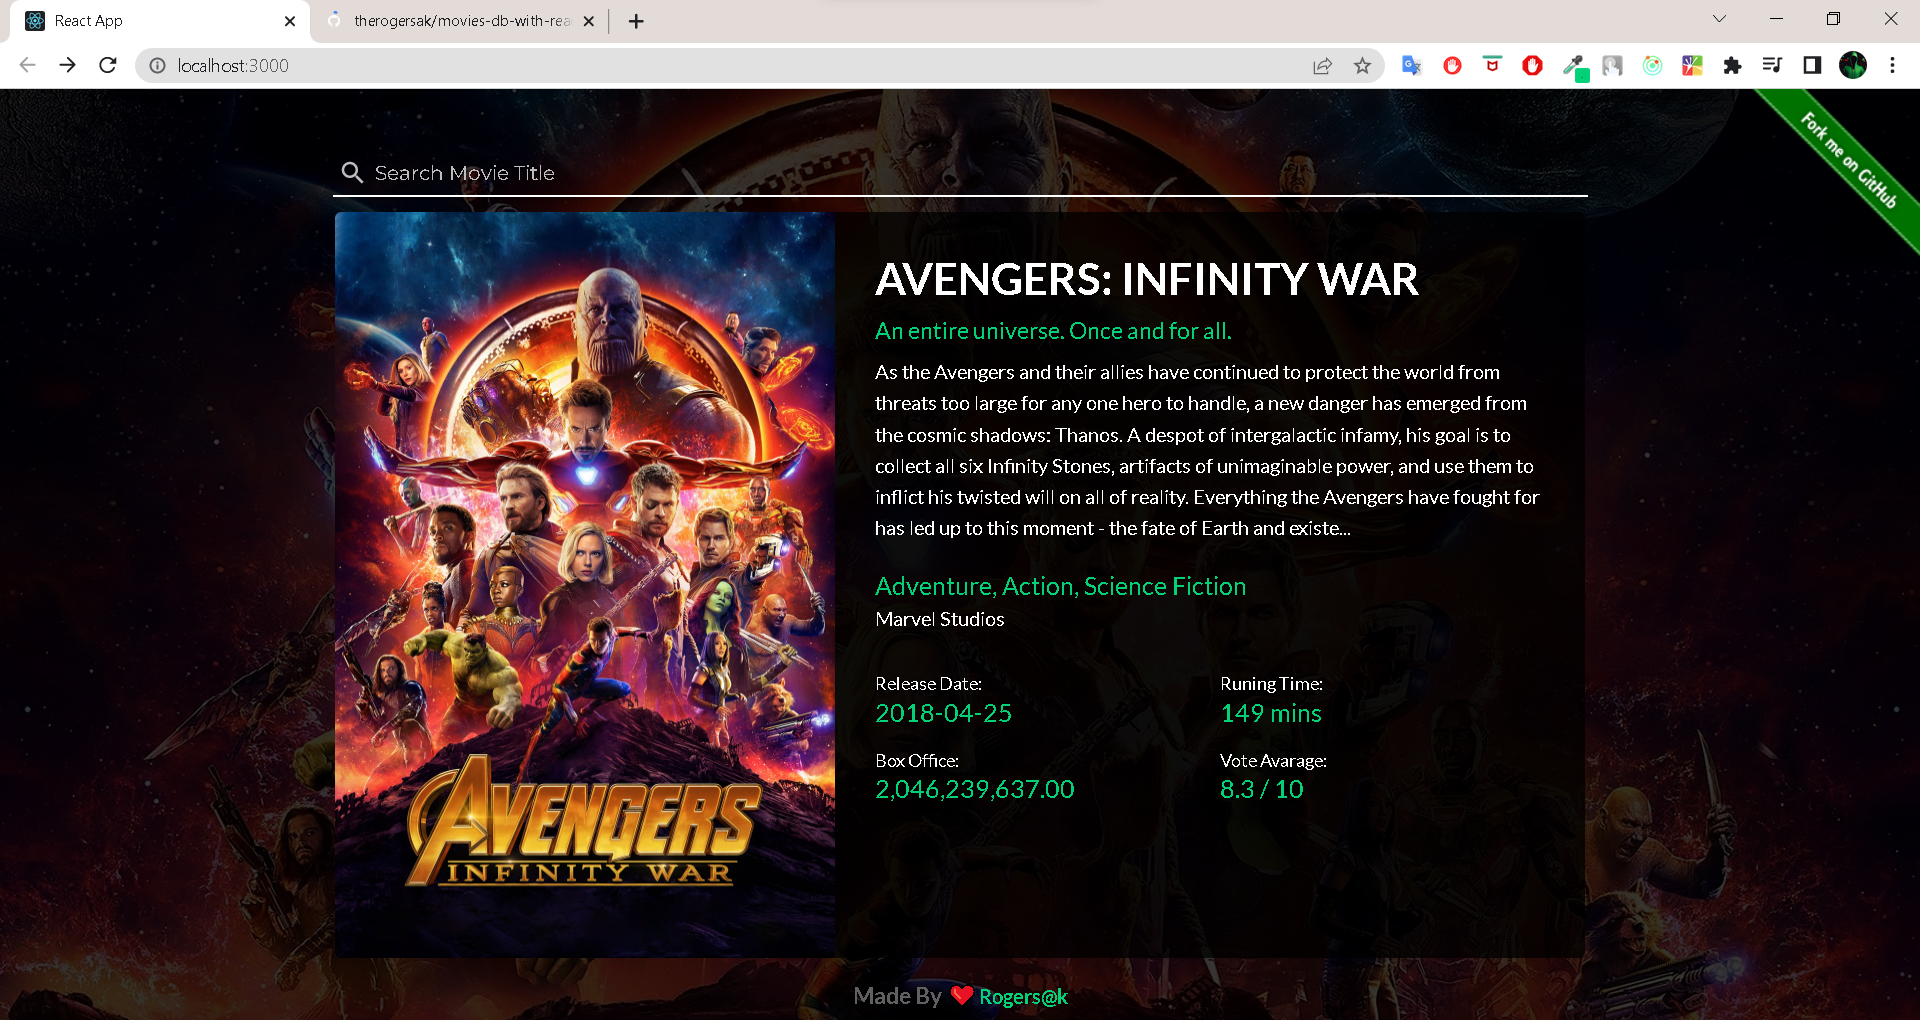 React App
therogersak/movies-db-with-rea
localhost:3000
Fork me on GitHub
Search Movie Title
AVENGERS: INFINITY WAR
An entire universe. Once and for all.
As the Avengers and their allies have continued to protect the world from
threats too large for any one hero to handle, a new danger has emerged from
the cosmic shadows: Thanos. A despot of intergalactic infamy, his goal is to
collect all six Infinity Stones, artifacts of unimaginable power, and use them to
inflict his twisted will on all of reality. Everything the Avengers have fought for
has led up to this moment - the fate of Earth and existe...
Adventure, Action, Science Fiction
Marvel Studios
Release Date:
2018-04-25
Runing Time:
149 mins
Box Office:
2,046,239,637.00
Vote Avarage:
8.3 / 10
AVENGERS
INFINITY WAR
Made By ❤ Rogers@k